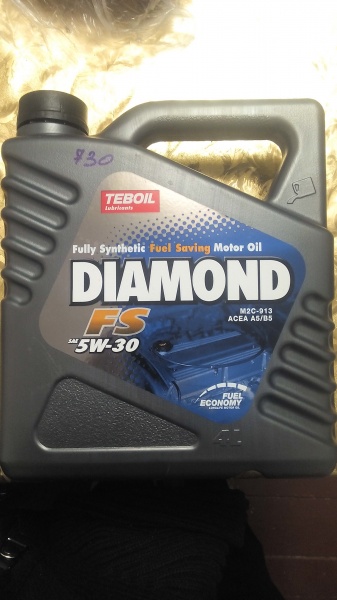 730
TEBOIL
Lubricants
Fully Synthetic Fuel Saving Motor Oil
DIAMOND
M2C-913
ACEA A5/B5
FS
SAE 5W-30
FUEL
ECONOMY